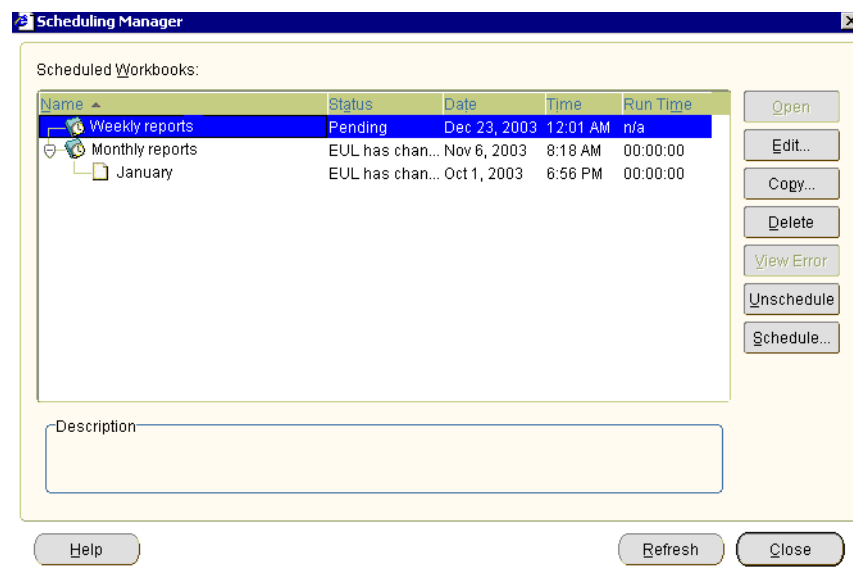 Scheduling Manager
Scheduled Workbooks:
Name Status Date Time Run Time
Weekly reports Pending Dec 23, 2003 12:01 AM n/a
Monthly reports EUL has chan... Nov 6, 2003 8:18 AM 00:00:00
January EUL has chan... Oct 1, 2003 6:56 PM 00:00:00
Open
Edit...
Copy...
Delete
View Error
Unschedule
Schedule...
Description
Help Refresh Close